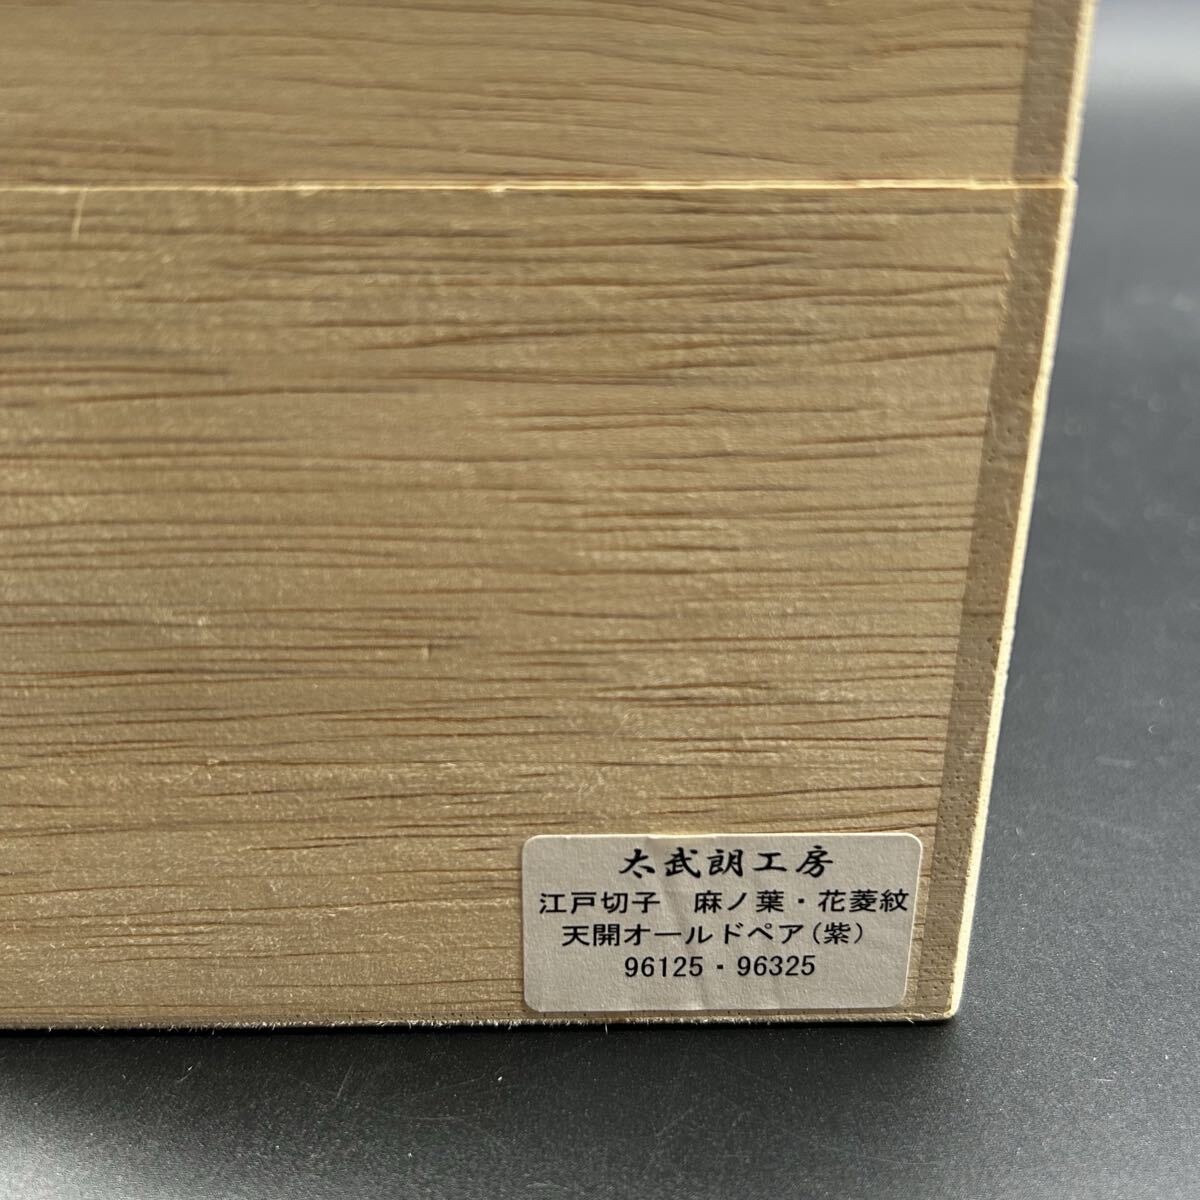 太武朗工房
江戸切子　麻ノ葉・花菱紋
天開オールドペア(紫)
96125・96325